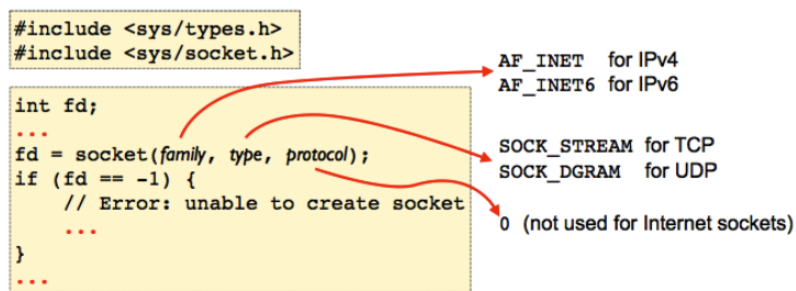 #include <sys/types.h>
#include <sys/socket.h>
int fd;
...
fd = socket(family, type, protocol);
if (fd == -1) {
// Error: unable to create socket
...
}
...
AF_INET for IPv4
AF_INET6 for IPv6
SOCK_STREAM for TCP
SOCK_DGRAM for UDP
0 (not used for Internet sockets)